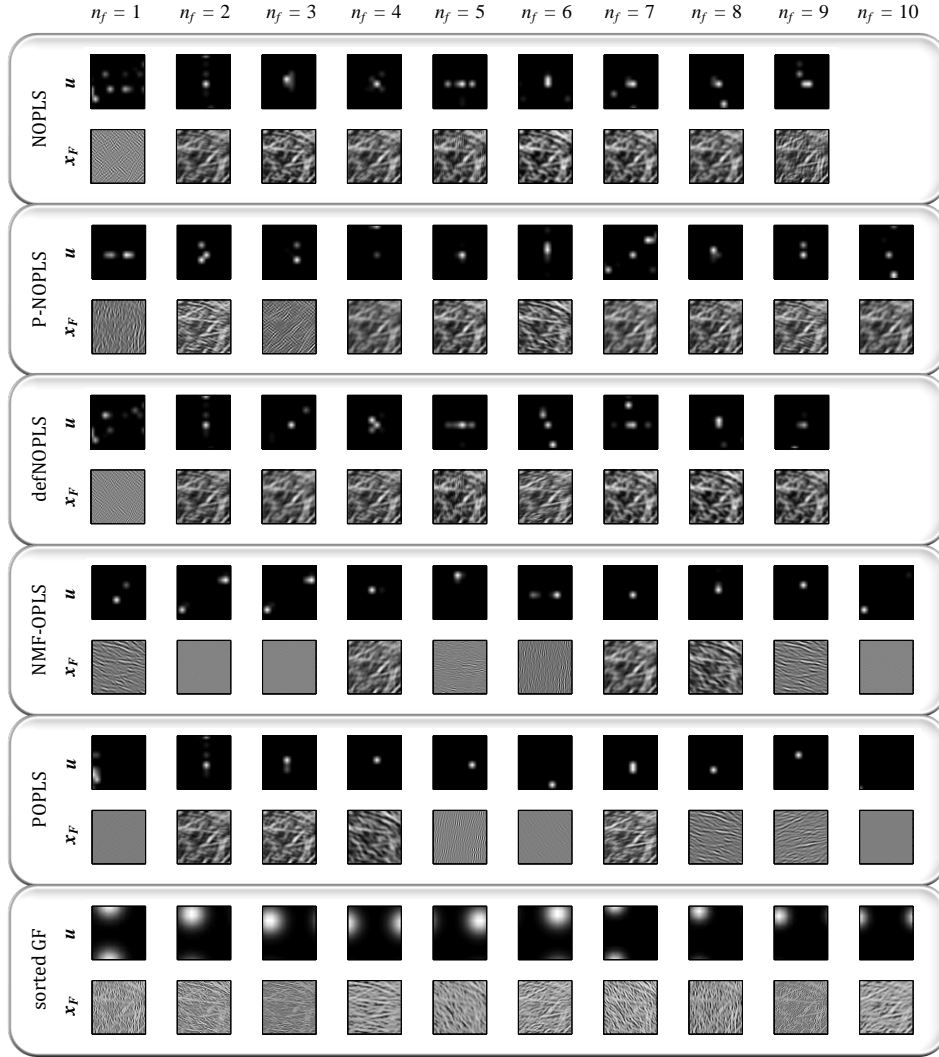 n_f = 1 n_f = 2 n_f = 3 n_f = 4 n_f = 5 n_f = 6 n_f = 7 n_f = 8 n_f = 9 n_f = 10
NOPLS
u
x_F
P-NOPLS
u
x_F
defNOPLS
u
x_F
NMF-OPLS
u
x_F
POPLS
u
x_F
sorted GF
u
x_F